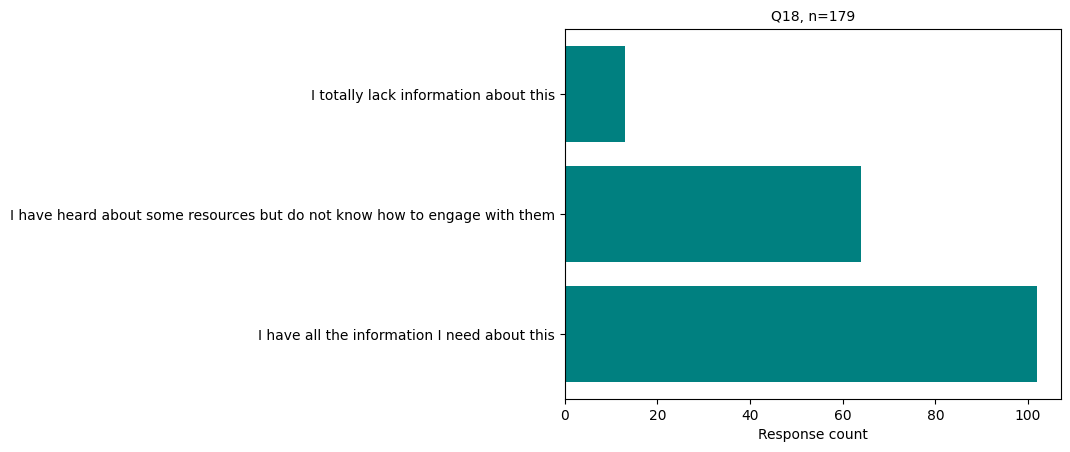 Q18, n=179
I totally lack information about this
I have heard about some resources but do not know how to engage with them
I have all the information I need about this
0 20 40 60 80 100
Response count